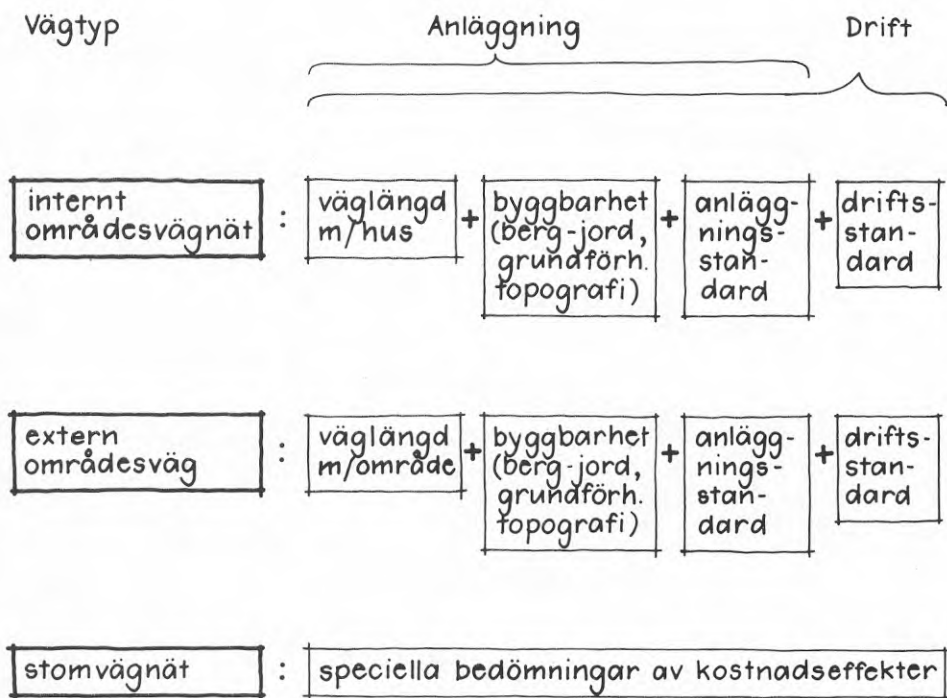 Vägtyp
Anläggning
Drift
internt
områdesvägnät
:
väglängd
m/hus
+
byggbarhet
(berg-jord,
grundförh.
topografi)
+
anlägg-
nings-
stan-
dard
+
drifts-
stan-
dard
extern
områdesväg
:
väglängd
m/område
+
byggbarhet
(berg-jord,
grundförh.
topografi)
+
anlägg-
nings-
stan-
dard
+
drifts-
stan-
dard
stomvägnät
:
speciella bedömningar av kostnadseffekter